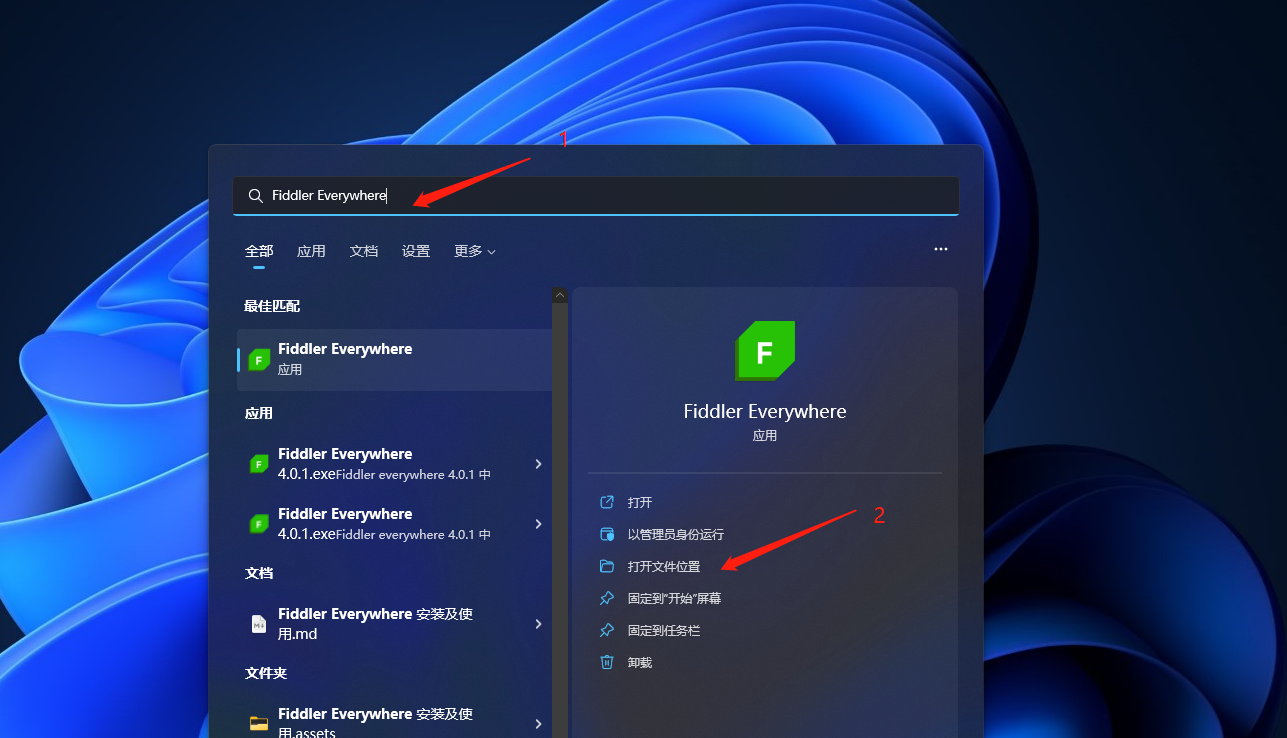 1
Fiddler Everywhere
全部 应用 文档 设置 更多
最佳匹配
Fiddler Everywhere
应用
应用
Fiddler Everywhere
4.0.1.exeFiddler everywhere 4.0.1 中
Fiddler Everywhere
4.0.1.exeFiddler everywhere 4.0.1 中
文档
Fiddler Everywhere 安装及使
用.md
文件夹
Fiddler Everywhere 安装及使
用.assets
F
Fiddler Everywhere
应用
打开
以管理员身份运行
2
打开文件位置
固定到"开始"屏幕
固定到任务栏
卸载